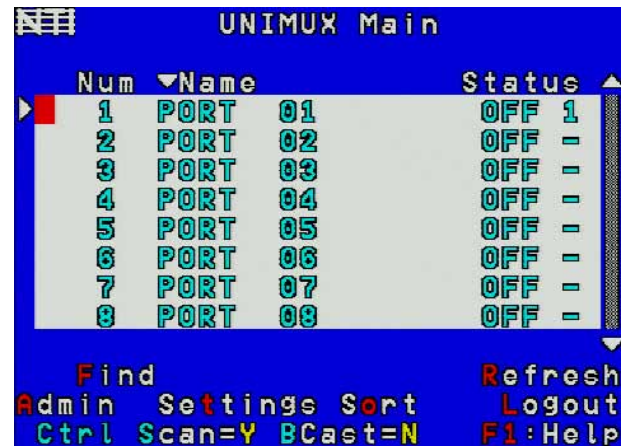 NTI UNIMUX Main
Num Name Status
1 PORT 01 OFF 1
2 PORT 02 OFF -
3 PORT 03 OFF -
4 PORT 04 OFF -
5 PORT 05 OFF -
6 PORT 06 OFF -
7 PORT 07 OFF -
8 PORT 08 OFF -
Find Refresh
Admin Settings Sort Logout
Ctrl Scan=Y BCast=N F1:Help